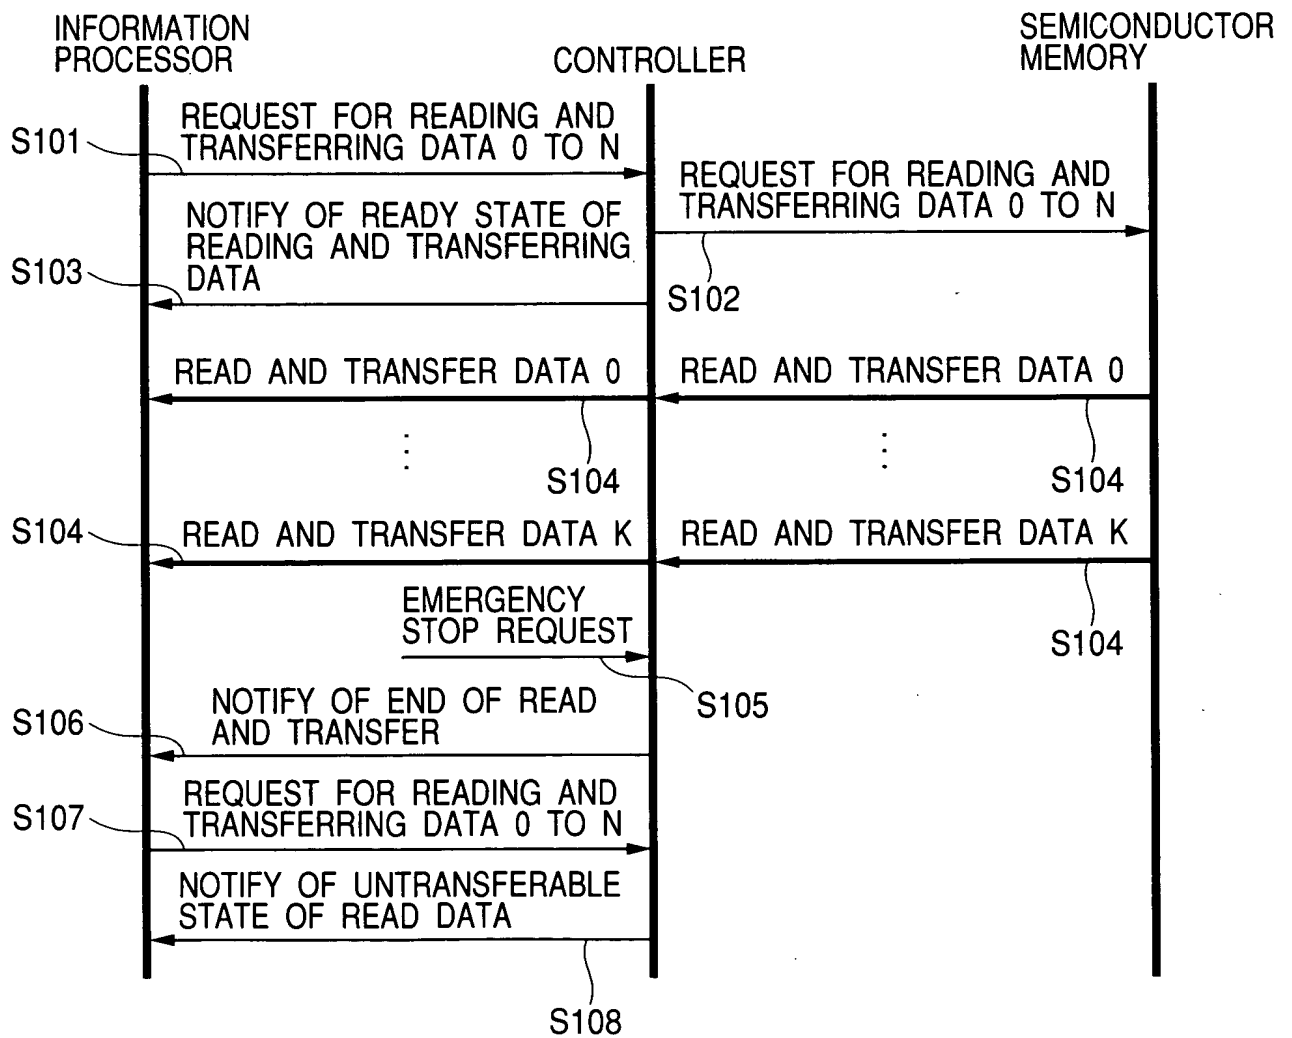 INFORMATION
PROCESSOR
CONTROLLER
SEMICONDUCTOR
MEMORY
S101
REQUEST FOR READING AND
TRANSFERRING DATA 0 TO N
REQUEST FOR READING AND
TRANSFERRING DATA 0 TO N
S102
S103
NOTIFY OF READY STATE OF
READING AND TRANSFERRING
DATA
READ AND TRANSFER DATA 0
READ AND TRANSFER DATA 0
S104
S104
S104
READ AND TRANSFER DATA K
READ AND TRANSFER DATA K
S104
EMERGENCY
STOP REQUEST
S105
S106
NOTIFY OF END OF READ
AND TRANSFER
S107
REQUEST FOR READING AND
TRANSFERRING DATA 0 TO N
NOTIFY OF UNTRANSFERABLE
STATE OF READ DATA
S108